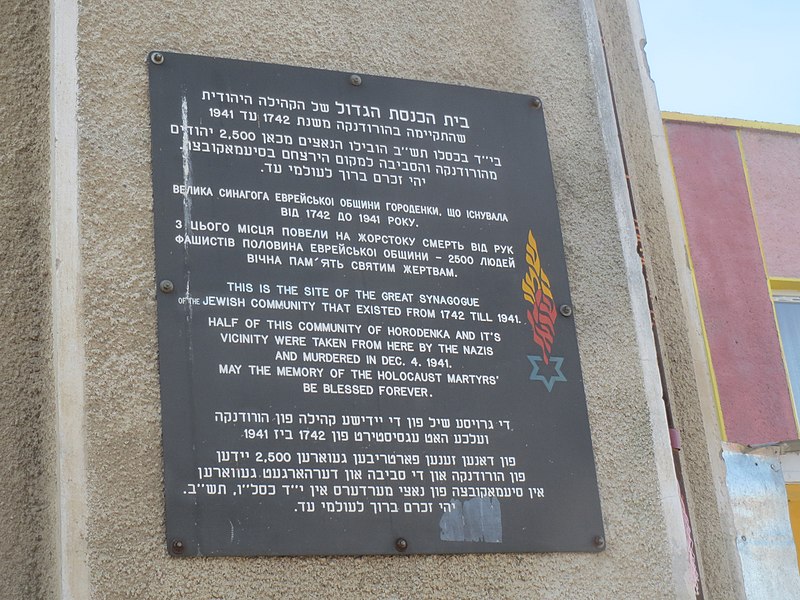 בית הכנסת הגדול של הקהילה היהודית
שהתקיימה בהורודנקה משנת 1742 עד 1941
בי״ד בכסלו תש״ב הובילו הנאצים מכאן 2,500 יהודים
מהורודנקה והסביבה למקום הירצחם בסיעמאקובצה.
יהי זכרם ברוך לעולמי עד.
ВЕЛИКА СИНАГОГА ЕВРЕЙСЬКОЇ ОБЩИНИ ГОРОДЕНКИ, ЩО ІСНУВАЛА
ВІД 1742 ДО 1941 РОКУ.
З ЦЬОГО МІСЦЯ ПОВЕЛИ НА ЖОРСТОКУ СМЕРТЬ ВІД РУК
ФАШИСТІВ ПОЛОВИНА ЕВРЕЙСЬКОЇ ОБЩИНИ – 2500 ЛЮДЕЙ
ВІЧНА ПАМ´ЯТЬ СВЯТИМ ЖЕРТВАМ.
THIS IS THE SITE OF THE GREAT SYNAGOGUE
OF THE JEWISH COMMUNITY THAT EXISTED FROM 1742 TILL 1941.
HALF OF THIS COMMUNITY OF HORODENKA AND IT'S
VICINITY WERE TAKEN FROM HERE BY THE NAZIS
AND MURDERED IN DEC. 4. 1941.
MAY THE MEMORY OF THE HOLOCAUST MARTYRS'
BE BLESSED FOREVER.
די גרויסע שיל פון די יידישע קהילה פון הורודנקה
וועלכע האט עגסיסטירט פון 1742 ביז 1941
פון דאנען זענען פארטריבען געווארען 2,500 יידען
פון הורודנקה און די סביבה און דערהארגעט געווארען
אין סיעמאקובצה פון נאצי מערדערס אין י״ד כסל״ו, תש״ב.
יהי זכרם ברוך לעולמי עד.